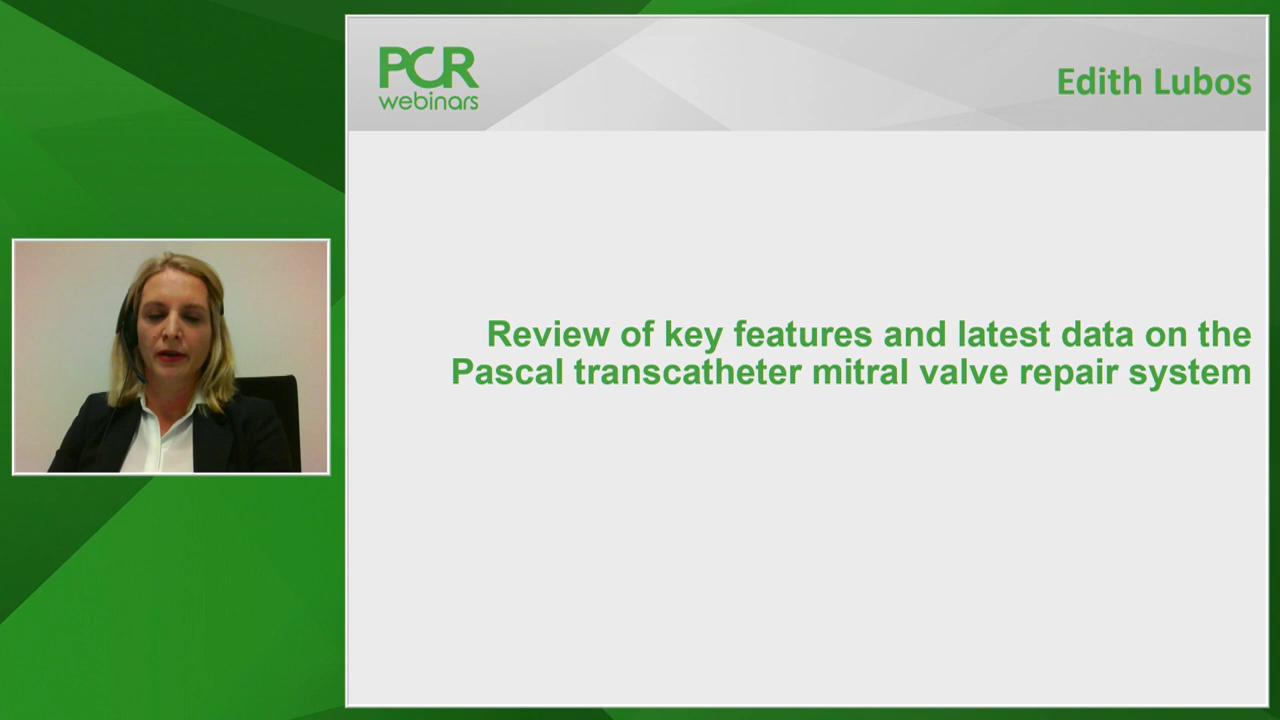 PCR
webinars
Edith Lubos
Review of key features and latest data on the
Pascal transcatheter mitral valve repair system